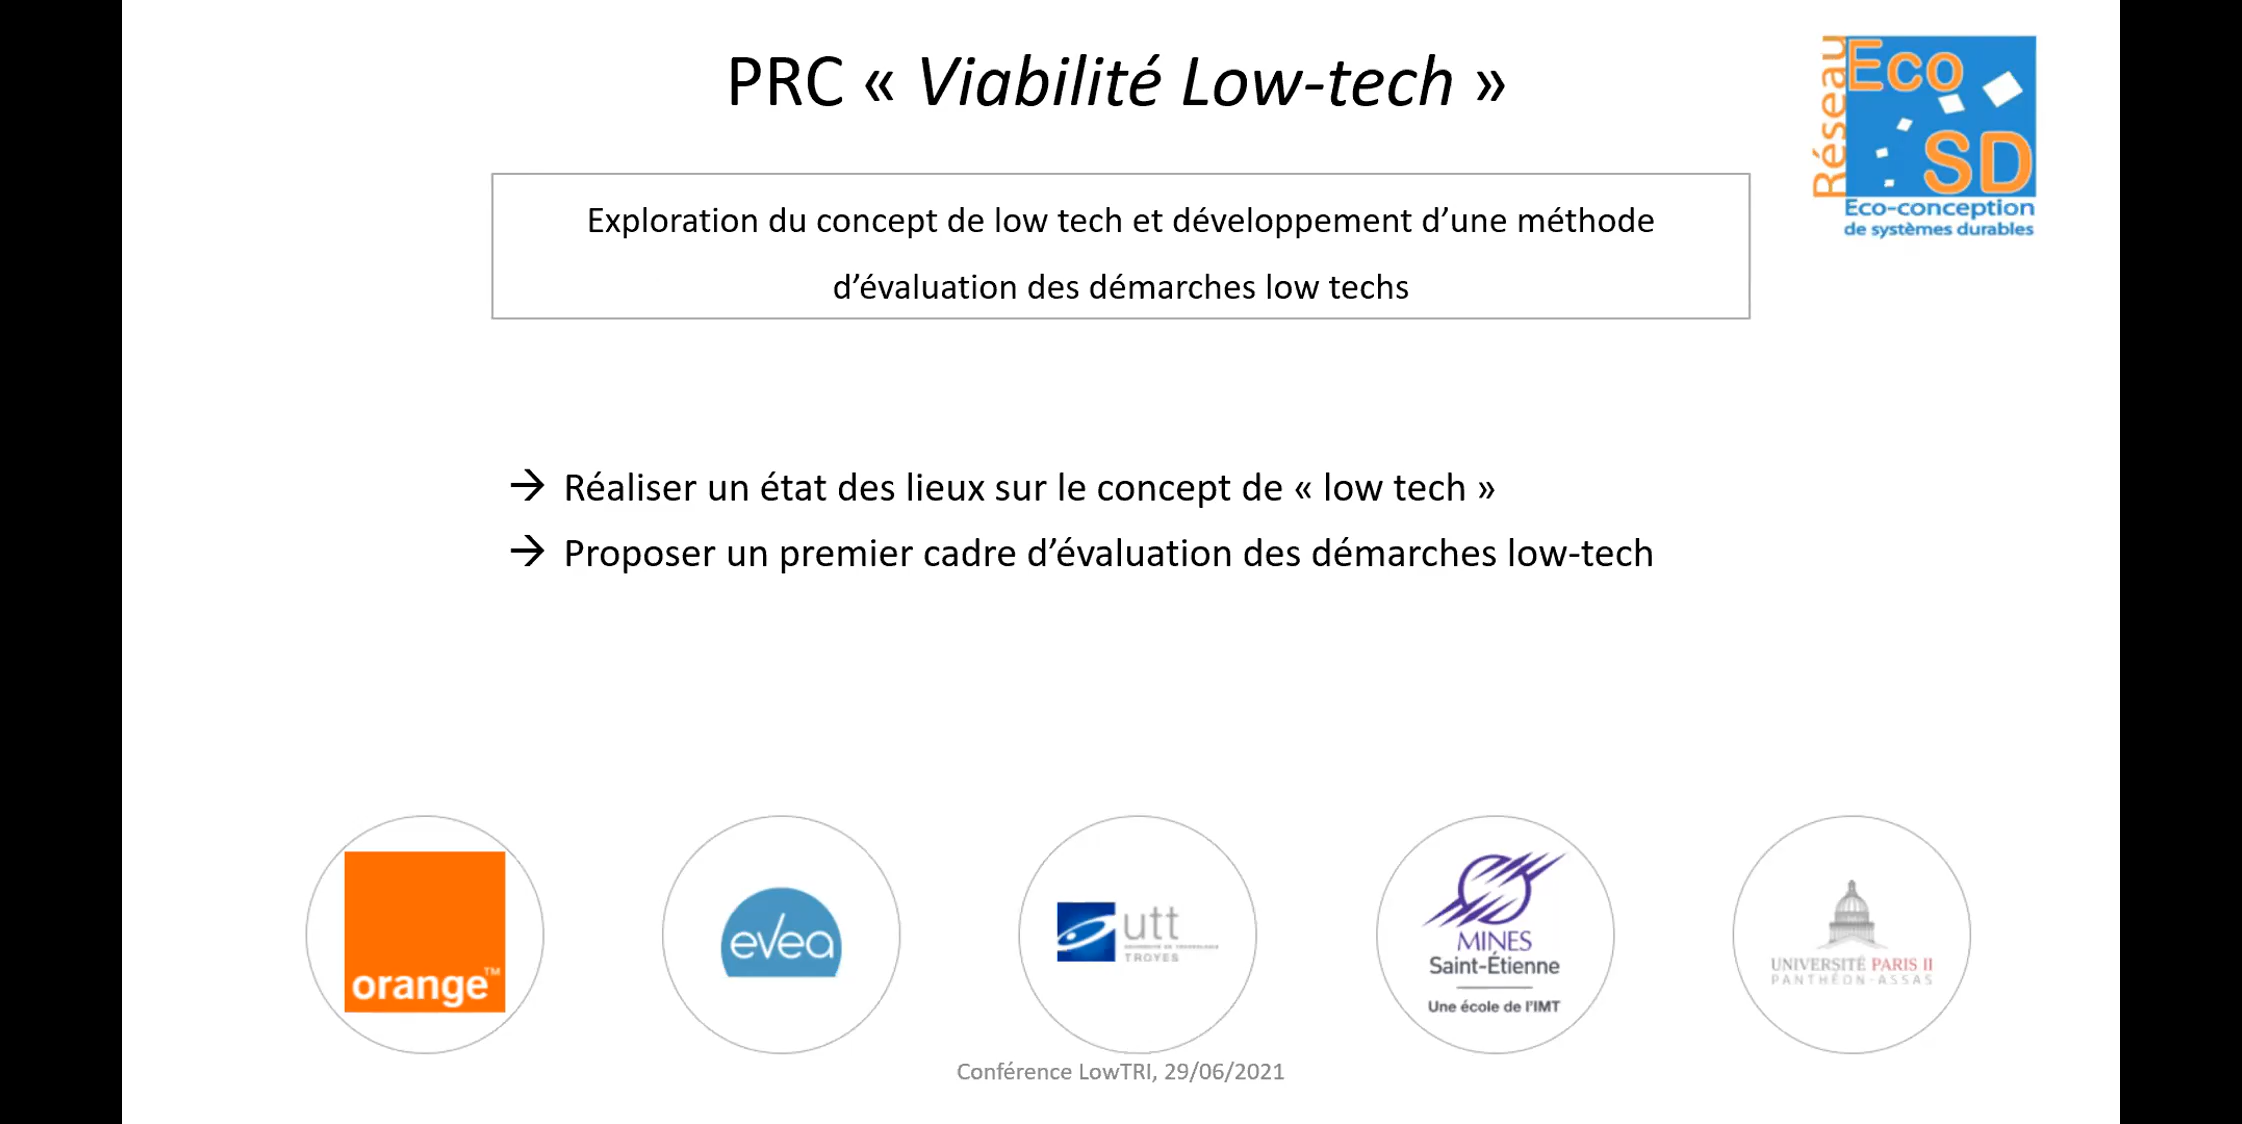 PRC « Viabilité Low-tech »
Réseau
Eco
SD
Eco-conception
de systèmes durables
Exploration du concept de low tech et développement d’une méthode
d’évaluation des démarches low techs
→ Réaliser un état des lieux sur le concept de « low tech »
→ Proposer un premier cadre d’évaluation des démarches low-tech
orange™
evea
utt
UNIVERSITÉ DE TECHNOLOGIE
TROYES
MINES
Saint-Étienne
Une école de l’IMT
UNIVERSITÉ PARIS II
PANTHÉON-ASSAS
Conférence LowTRI, 29/06/2021